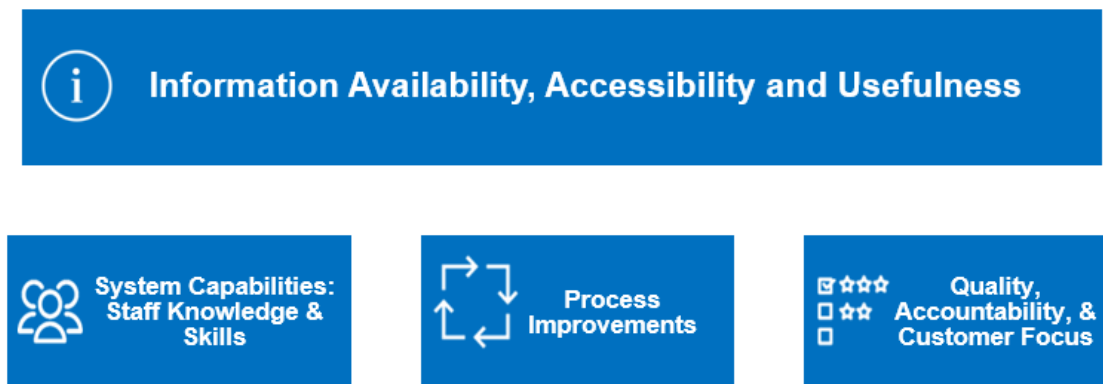 Information Availability, Accessibility and Usefulness
System Capabilities:
Staff Knowledge &
Skills
Process
Improvements
Quality,
Accountability, &
Customer Focus